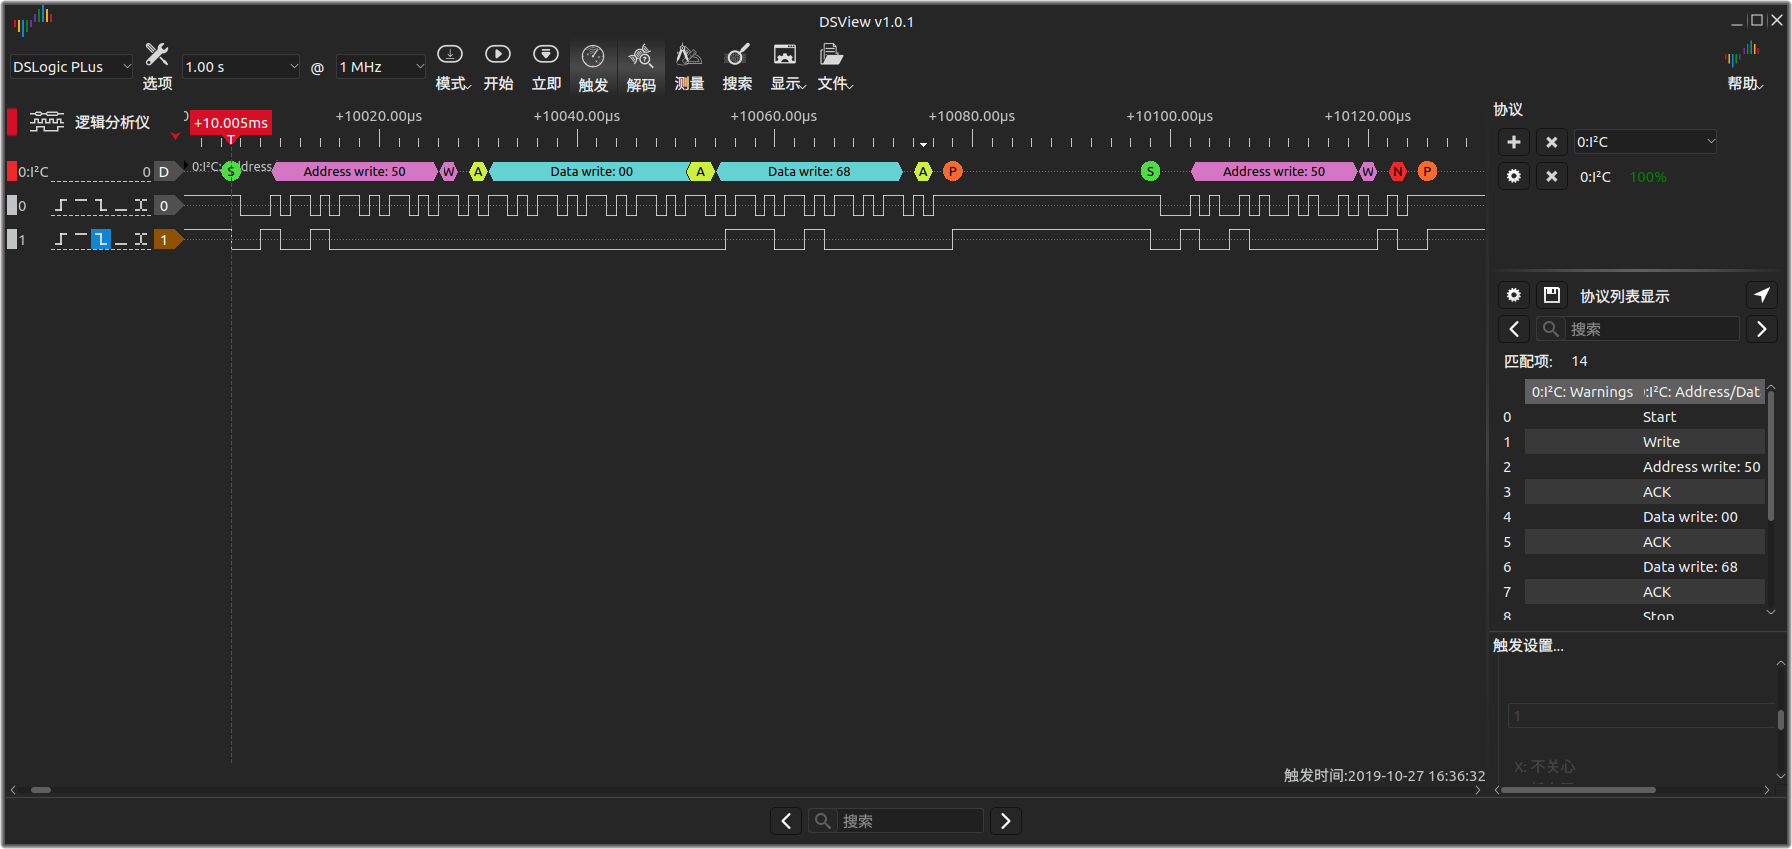 DSView v1.0.1
DSLogic PLus
选项
1.00 s
@
1 MHz
模式
开始
立即
触发
解码
测量
搜索
显示
文件
帮助
逻辑分析仪
+10.005ms
T
+10020.00µs
+10040.00µs
+10060.00µs
+10080.00µs
+10100.00µs
+10120.00µs
0:I²C
0
D
S
Address write: 50
W
A
Data write: 00
A
Data write: 68
A
P
S
Address write: 50
W
N
P
0
0
1
1
触发时间:2019-10-27 16:36:32
搜索
协议
0:I²C
0:I²C 100%
协议列表显示
搜索
匹配项: 14
0:I²C: Warnings :I²C: Address/Dat
0 Start
1 Write
2 Address write: 50
3 ACK
4 Data write: 00
5 ACK
6 Data write: 68
7 ACK
8 Stop
触发设置...
1
X: 不关心